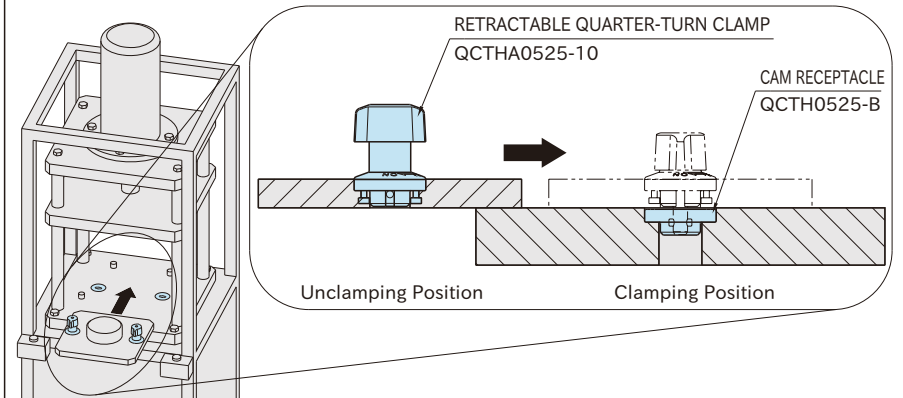 RETRACTABLE QUARTER-TURN CLAMP
QCTHA0525-10
CAM RECEPTACLE
QCTH0525-B
Unclamping Position
Clamping Position